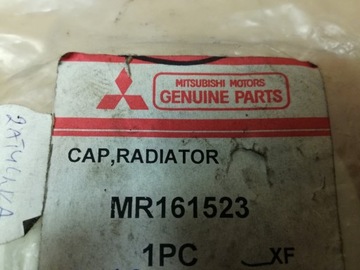 MITSUBISHI MOTORS
GENUINE PARTS
CAP,RADIATOR
MR161523
1PC
XF